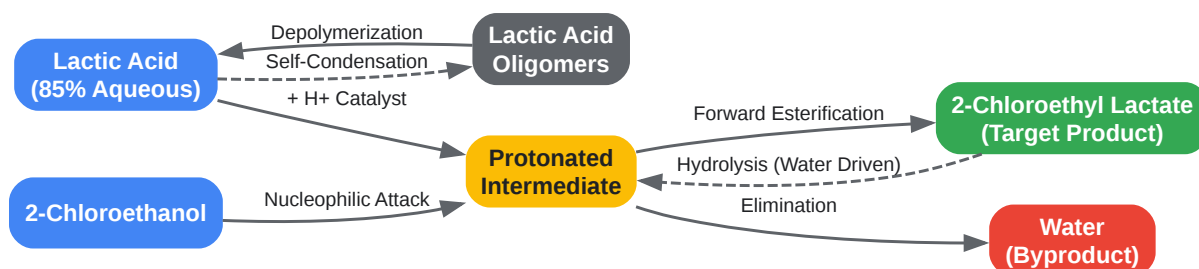 Depolymerization
Lactic Acid
Oligomers
Lactic Acid
(85% Aqueous)
Self-Condensation
+ H+ Catalyst
2-Chloroethyl Lactate
(Target Product)
Forward Esterification
Protonated
Intermediate
Hydrolysis (Water Driven)
2-Chloroethanol
Nucleophilic Attack
Elimination
Water
(Byproduct)